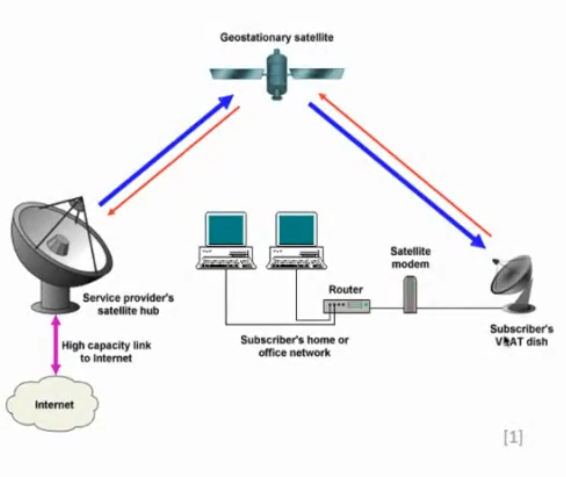 Geostationary satellite
Satellite
modem
Router
Service provider's
satellite hub
Subscriber's home or
office network
Subscriber's
VSAT dish
High capacity link
to Internet
Internet
[1]